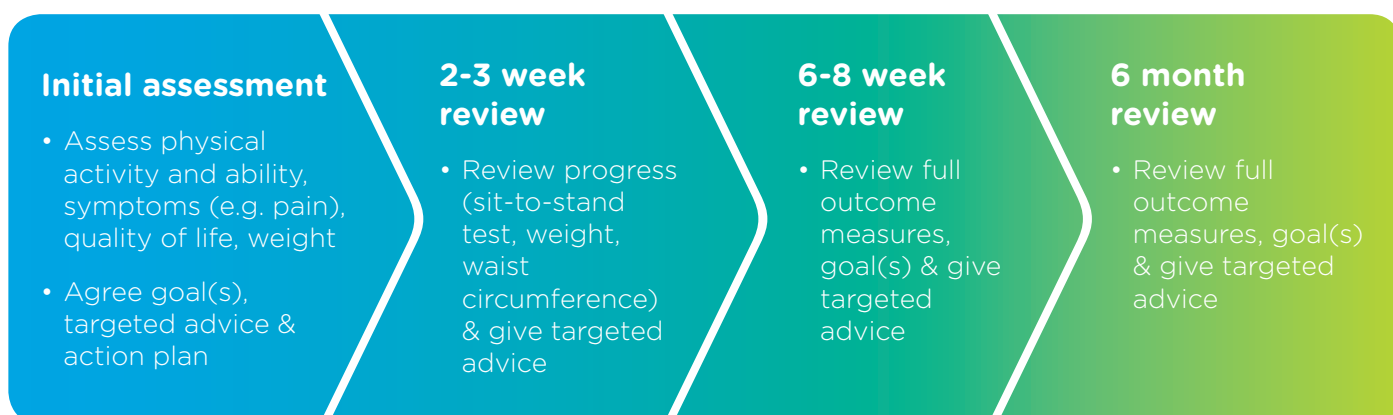 Initial assessment
• Assess physical
activity and ability,
symptoms (e.g. pain),
quality of life, weight
• Agree goal(s),
targeted advice &
action plan
2-3 week
review
• Review progress
(sit-to-stand
test, weight,
waist
circumference)
& give targeted
advice
6-8 week
review
• Review full
outcome
measures,
goal(s) & give
targeted
advice
6 month
review
• Review full
outcome
measures, goal(s)
& give targeted
advice